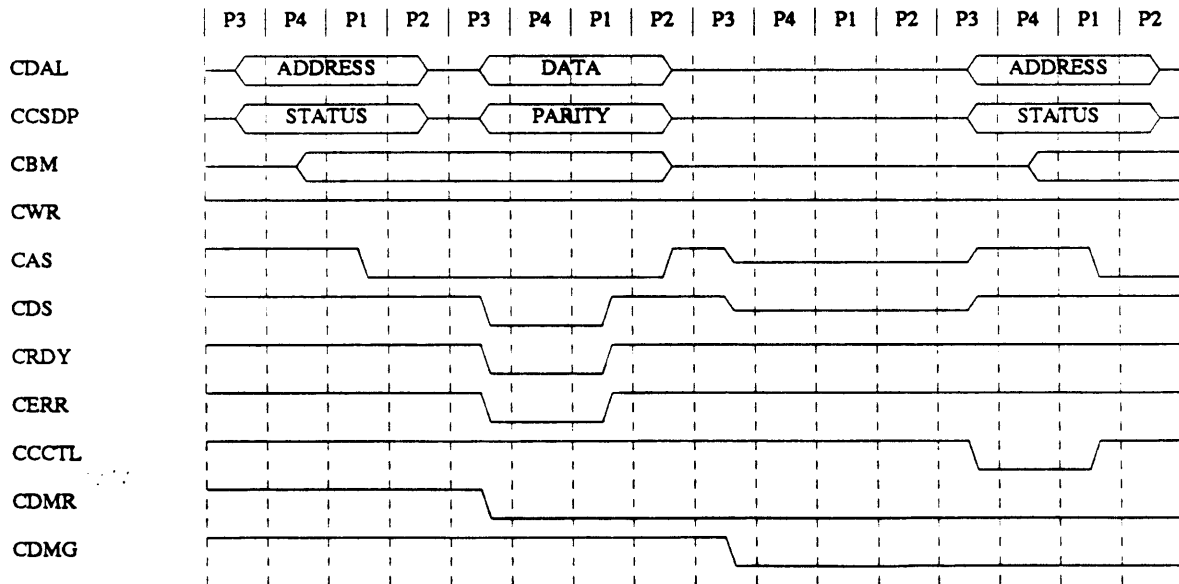 P3 P4 P1 P2 P3 P4 P1 P2 P3 P4 P1 P2 P3 P4 P1 P2
CDAL ADDRESS DATA ADDRESS
CCSDP STATUS PARITY STATUS
CBM
CWR
CAS
CDS
CRDY
CERR
CCCTL
CDMR
CDMG